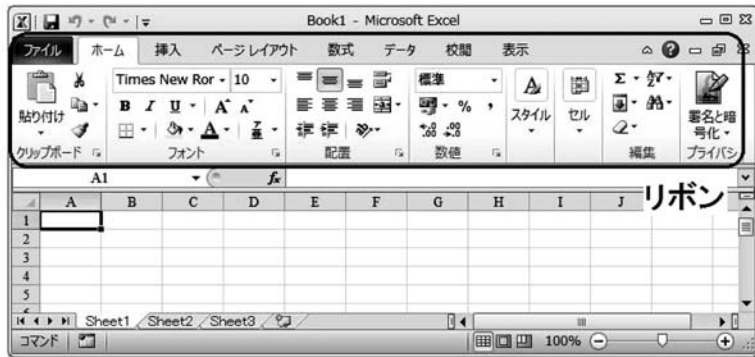 Book1 - Microsoft Excel
ファイル ホーム 挿入 ページ レイアウト 数式 データ 校閲 表示
Times New Ror 10 標準
B I U A A % ,
貼り付け スタイル セル 署名と暗号化
クリップボード フォント 配置 数値 編集 プライバシ
A1 fx
リボン
A B C D E F G H I J
1
2
3
4
5
Sheet1 Sheet2 Sheet3
コマンド 100%